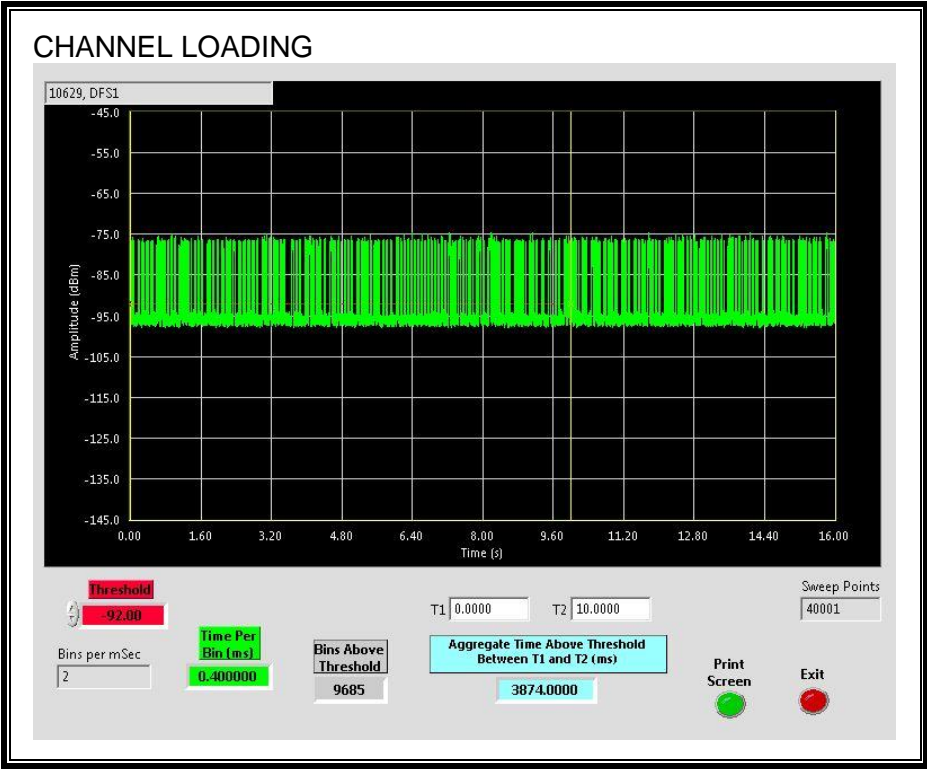 CHANNEL LOADING
10629, DFS1
-45.0
-55.0
-65.0
-75.0
-85.0
-95.0
-105.0
-115.0
-125.0
-135.0
-145.0
Amplitude (dBm)
0.00 1.60 3.20 4.80 6.40 8.00 9.60 11.20 12.80 14.40 16.00
Time (s)
Threshold
-92.00
Bins per mSec
2
Time Per
Bin (ms)
0.400000
Bins Above
Threshold
9685
T1 0.0000 T2 10.0000
Aggregate Time Above Threshold
Between T1 and T2 (ms)
3874.0000
Sweep Points
40001
Print
Screen
Exit